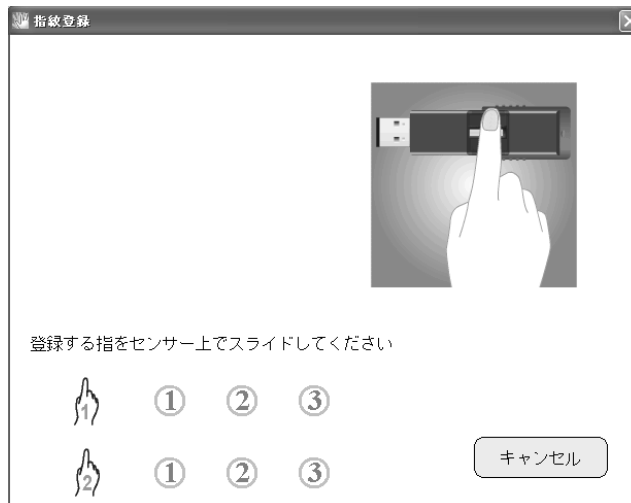 指紋登録
登録する指をセンサー上でスライドしてください
1 ① ② ③
2 ① ② ③
キャンセル